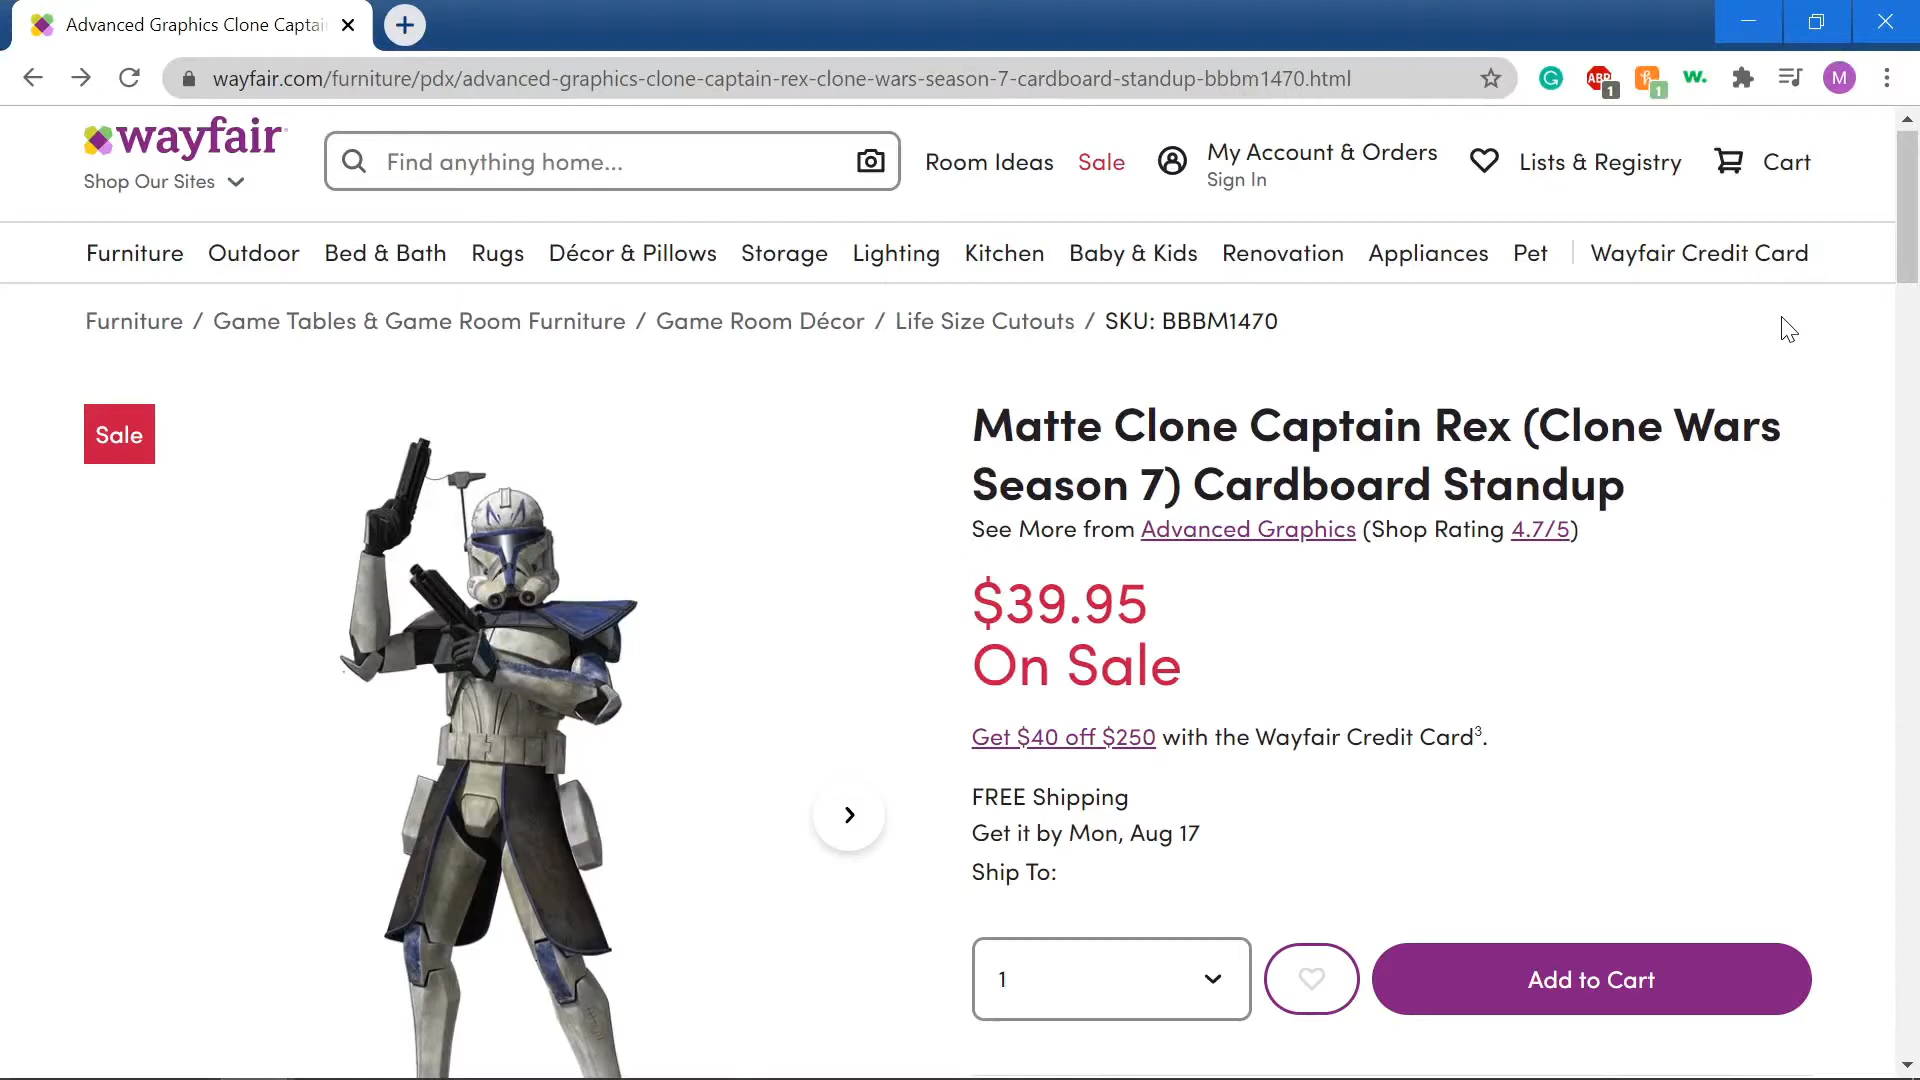 Advanced Graphics Clone Captai
wayfair.com/furniture/pdx/advanced-graphics-clone-captain-rex-clone-wars-season-7-cardboard-standup-bbbm1470.html
ABP
1
1
w.
M
wayfair
Shop Our Sites
Find anything home...
Room Ideas
Sale
My Account & Orders
Sign In
Lists & Registry
Cart
Furniture Outdoor Bed & Bath Rugs Décor & Pillows Storage Lighting Kitchen Baby & Kids Renovation Appliances Pet Wayfair Credit Card
Furniture / Game Tables & Game Room Furniture / Game Room Décor / Life Size Cutouts / SKU: BBBM1470
Sale
Matte Clone Captain Rex (Clone Wars
Season 7) Cardboard Standup
See More from Advanced Graphics (Shop Rating 4.7/5)
$39.95
On Sale
Get $40 off $250 with the Wayfair Credit Card³.
FREE Shipping
Get it by Mon, Aug 17
Ship To:
1
Add to Cart